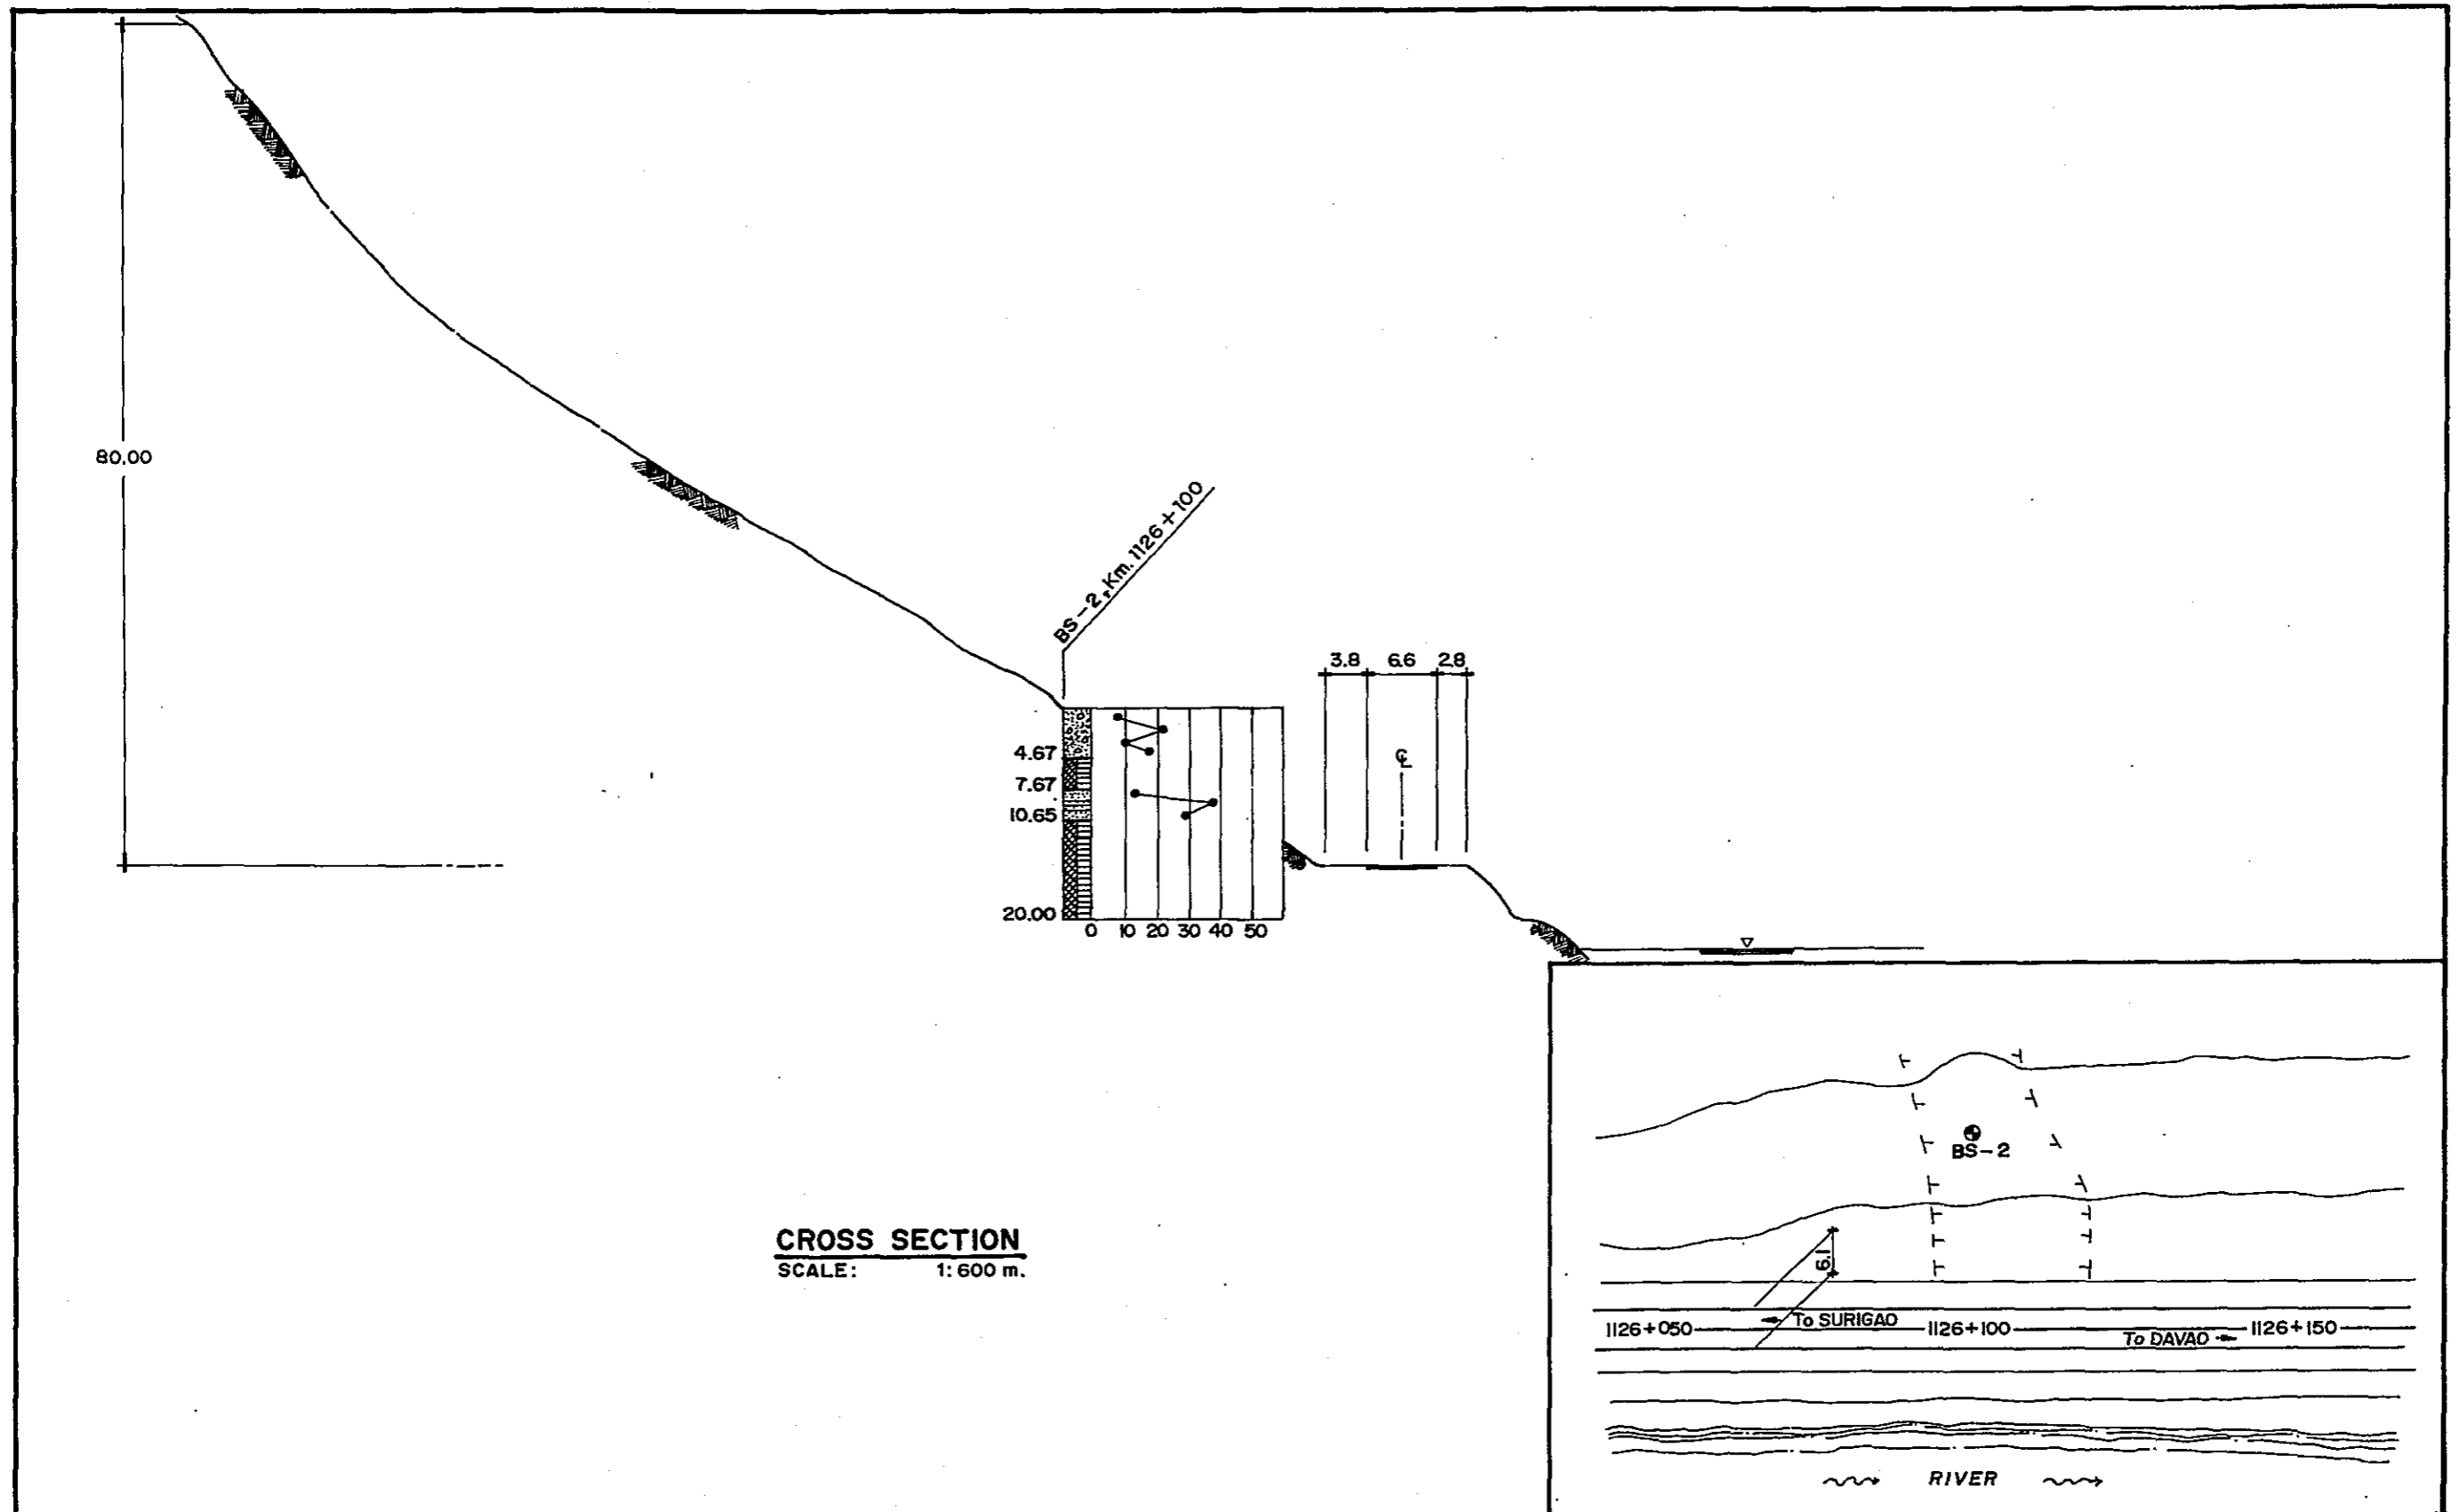 80.00
BS-2, Km. 1126+100
3.8 6.6 2.8
℄
4.67
7.67
10.65
20.00
0 10 20 30 40 50
CROSS SECTION
SCALE: 1:600 m.
BS-2
6.1
To SURIGAO
1126+050 1126+100 1126+150
To DAVAO
RIVER